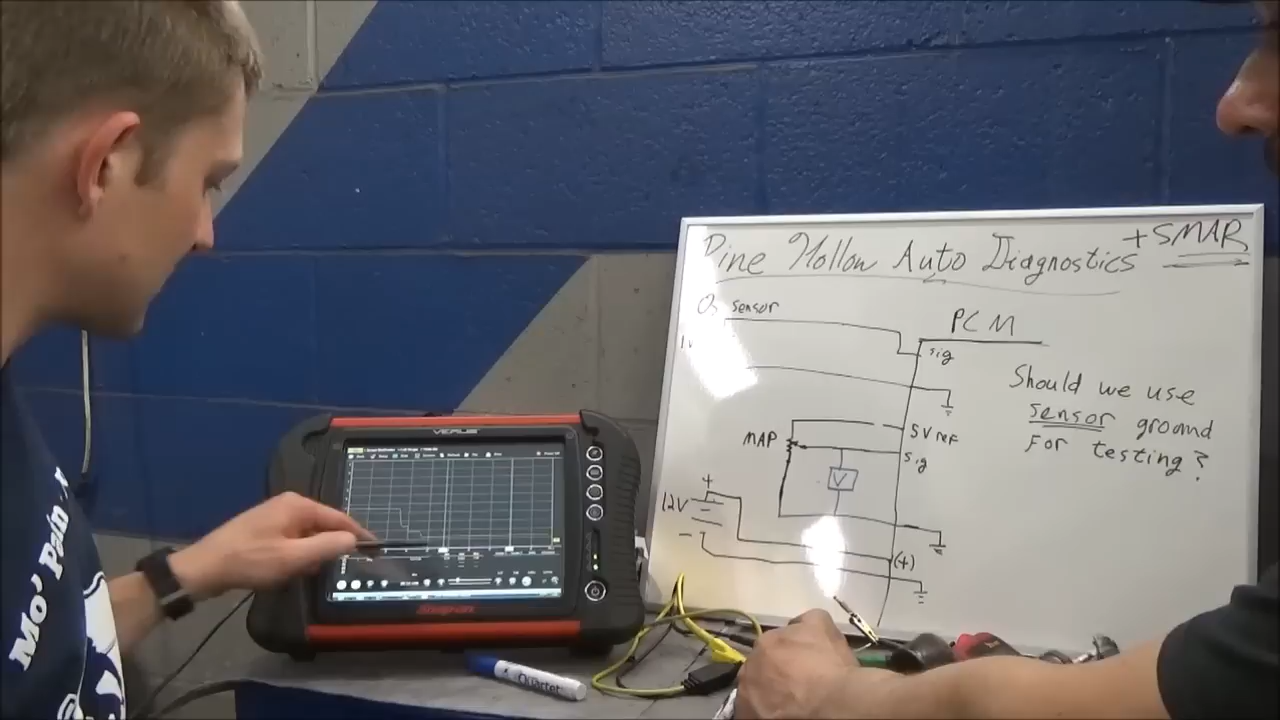 Pine Hollow Auto Diagnostics + SMAR
O₂ sensor
PCM
sig
Should we use
sensor ground
for testing?
5V ref
MAP
sig
V
+
12V
-
(+)
VERUS
Snap-on
Quartet
Mo' Pain